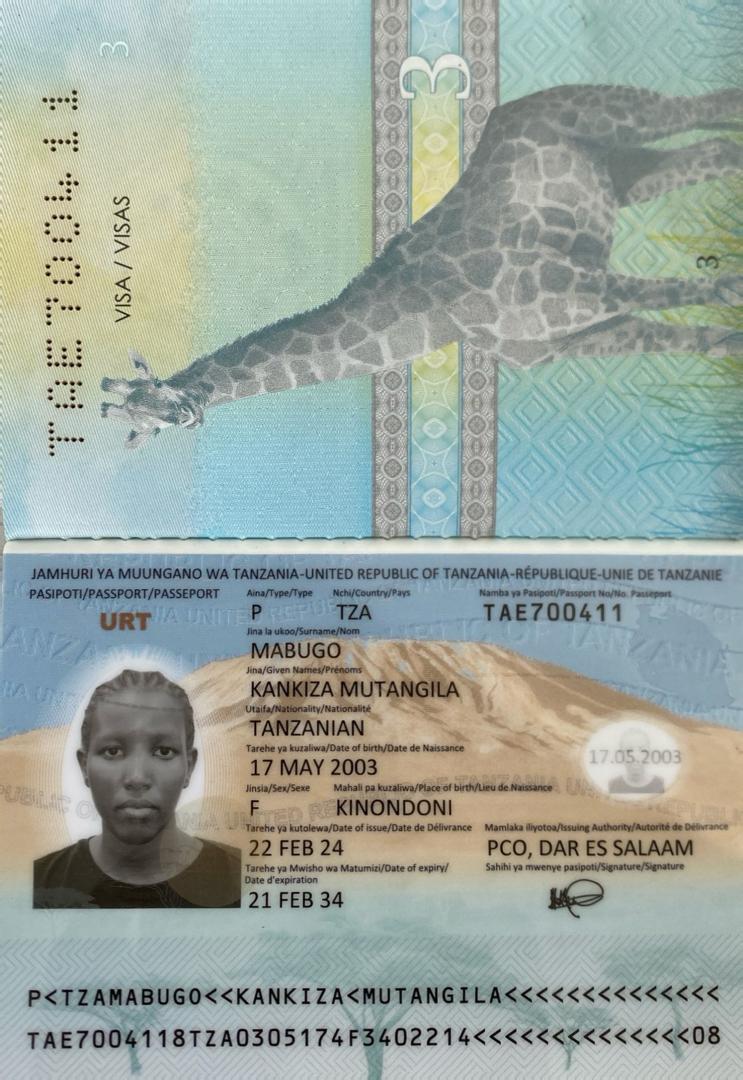 3
TAE700411
VISA / VISAS
3
3
JAMHURI YA MUUNGANO WA TANZANIA-UNITED REPUBLIC OF TANZANIA-RÉPUBLIQUE-UNIE DE TANZANIE
PASIPOTI/PASSPORT/PASSEPORT Aina/Type/Type Nchi/Country/Pays Namba ya Pasipoti/Passport No/No. Passeport
URT P TZA TAE700411
Jina la ukoo/Surname/Nom
MABUGO
Jina/Given Names/Prénoms
KANKIZA MUTANGILA
Utaifa/Nationality/Nationalité
TANZANIAN
Tarehe ya kuzaliwa/Date of birth/Date de Naissance
17 MAY 2003
17.05.2003
Jinsia/Sex/Sexe Mahali pa kuzaliwa/Place of birth/Lieu de Naissance
F KINONDONI
Tarehe ya kutolewa/Date of issue/Date de Délivrance Mamlaka iliyotoa/Issuing Authority/Autorité de Délivrance
22 FEB 24 PCO, DAR ES SALAAM
Tarehe ya Mwisho wa Matumizi/Date of expiry/ Sahihi ya mwenye pasipoti/Signature/Signature
Date d'expiration
21 FEB 34
P<TZAMABUGO<<KANKIZA<MUTANGILA<<<<<<<<<<<<<<
TAE7004118TZA0305174F3402214<<<<<<<<<<<<<<08